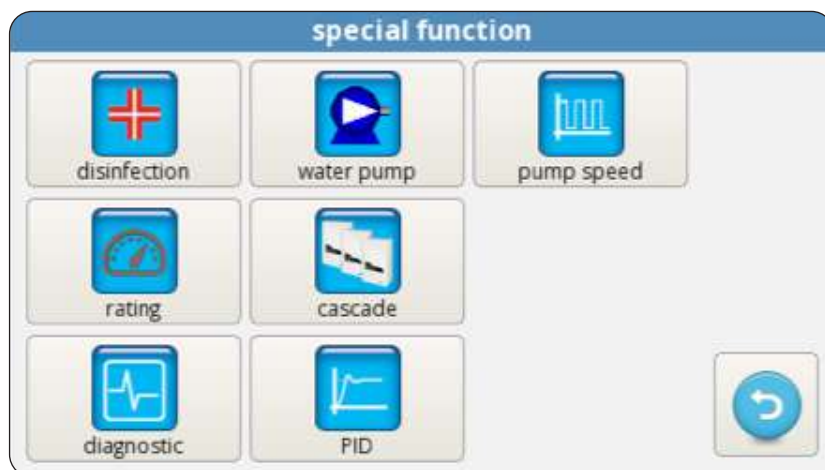 special function
disinfection
water pump
pump speed
rating
cascade
diagnostic
PID